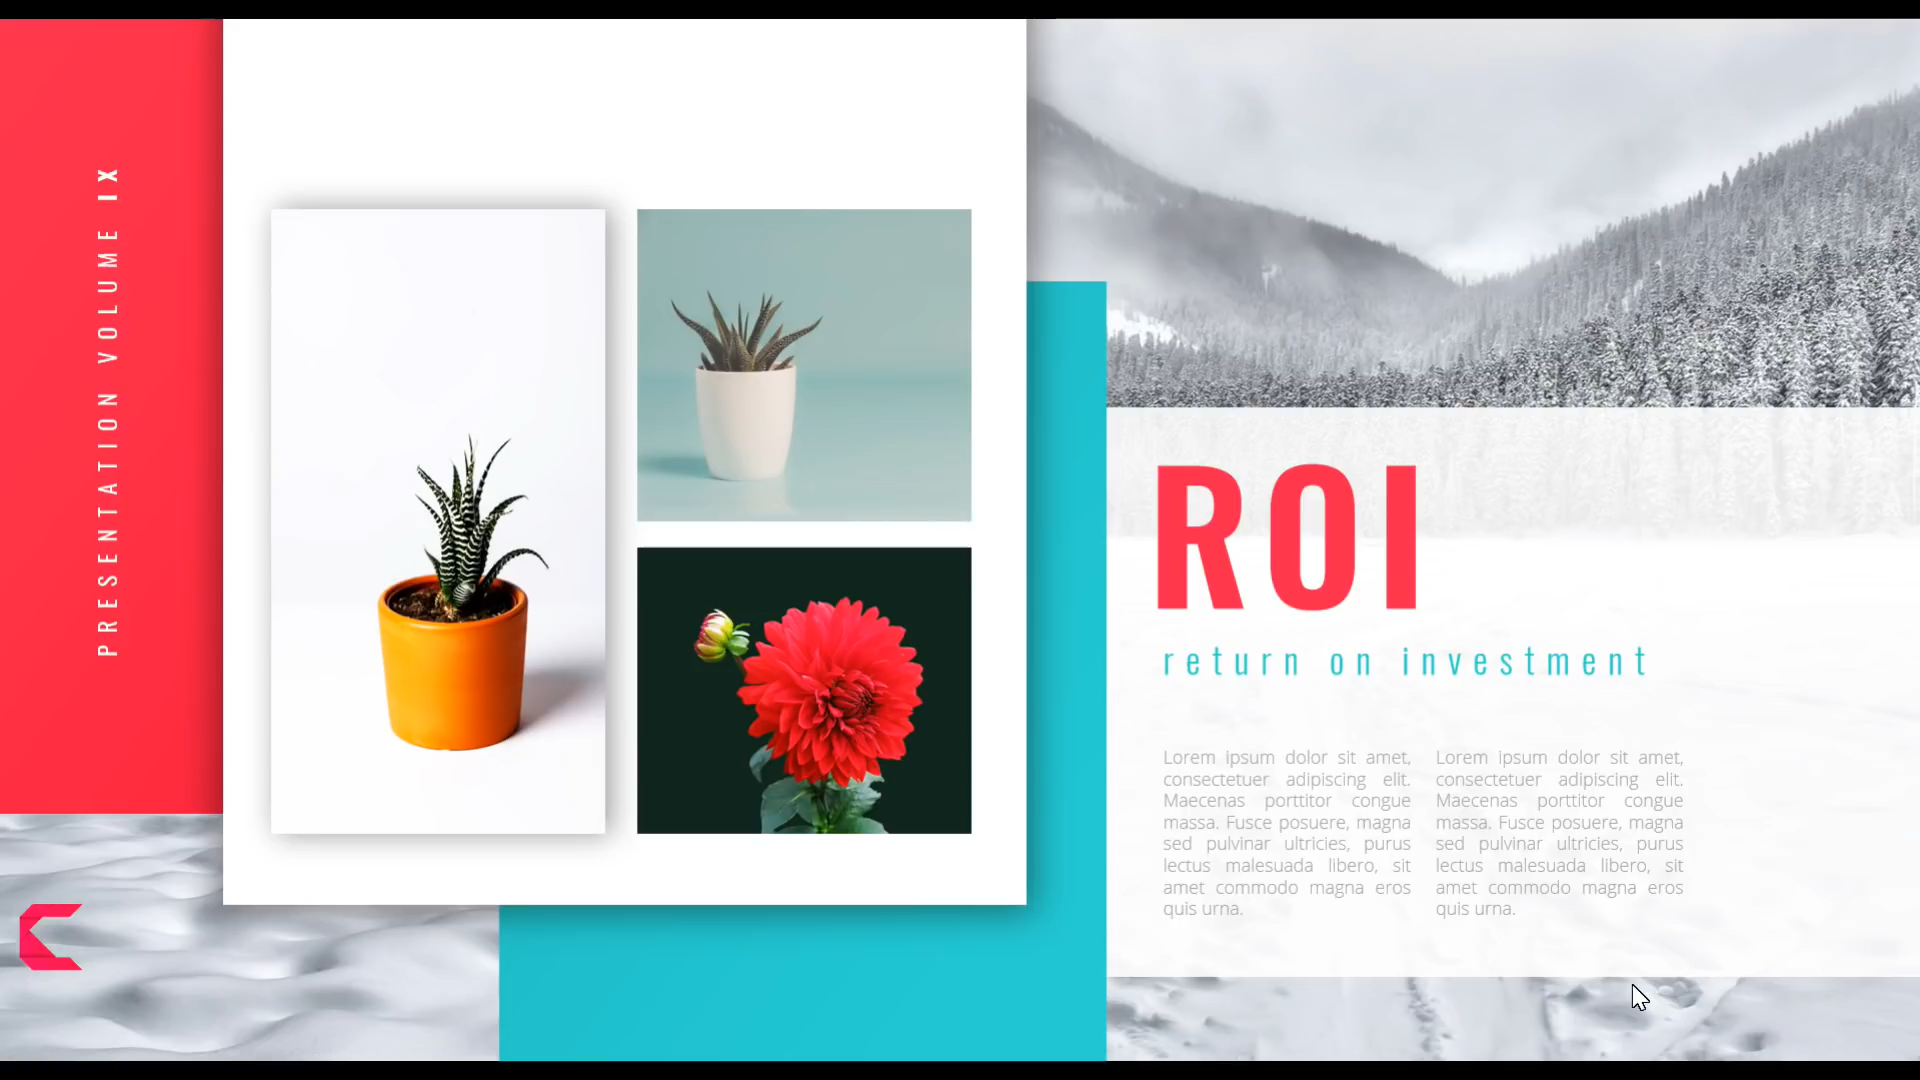 PRESENTATION VOLUME IX
ROI
return on investment
Lorem ipsum dolor sit amet,
consectetuer adipiscing elit.
Maecenas porttitor congue
massa. Fusce posuere, magna
sed pulvinar ultricies, purus
lectus malesuada libero, sit
amet commodo magna eros
quis urna.
Lorem ipsum dolor sit amet,
consectetuer adipiscing elit.
Maecenas porttitor congue
massa. Fusce posuere, magna
sed pulvinar ultricies, purus
lectus malesuada libero, sit
amet commodo magna eros
quis urna.